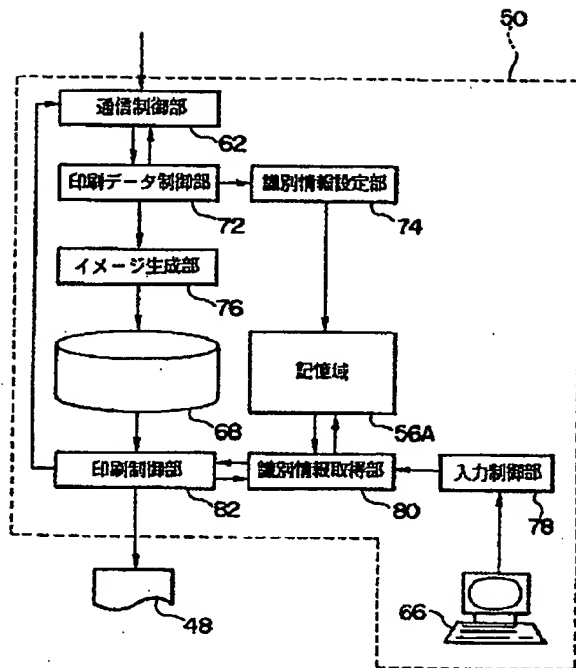 50
通信制御部
62
印刷データ制御部
72
識別情報設定部
74
イメージ生成部
76
68
記憶域
56A
印刷制御部
82
識別情報取得部
80
入力制御部
78
48
66